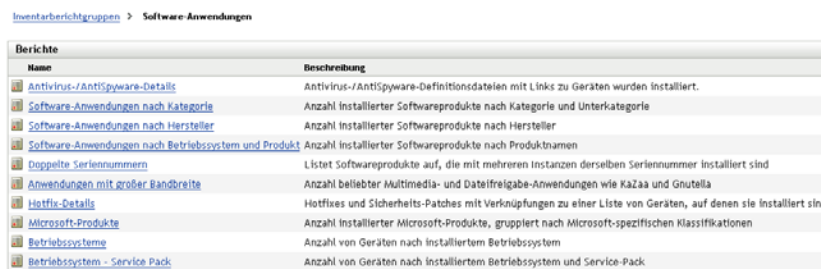 Inventarberichtgruppen > Software-Anwendungen
Berichte
Name Beschreibung
Antivirus-/AntiSpyware-Details Antivirus-/AntiSpyware-Definitionsdateien mit Links zu Geräten wurden installiert.
Software-Anwendungen nach Kategorie Anzahl installierter Softwareprodukte nach Kategorie und Unterkategorie
Software-Anwendungen nach Hersteller Anzahl installierter Softwareprodukte nach Hersteller
Software-Anwendungen nach Betriebssystem und Produkt Anzahl installierter Softwareprodukte nach Produktnamen
Doppelte Seriennummern Listet Softwareprodukte auf, die mit mehreren Instanzen derselben Seriennummer installiert sind
Anwendungen mit großer Bandbreite Anzahl beliebter Multimedia- und Dateifreigabe-Anwendungen wie KaZaa und Gnutella
Hotfix-Details Hotfixes und Sicherheits-Patches mit Verknüpfungen zu einer Liste von Geräten, auf denen sie installiert sin
Microsoft-Produkte Anzahl installierter Microsoft-Produkte, gruppiert nach Microsoft-spezifischen Klassifikationen
Betriebssysteme Anzahl von Geräten nach installiertem Betriebssystem
Betriebssystem - Service Pack Anzahl von Geräten nach installiertem Betriebssystem und Service-Pack